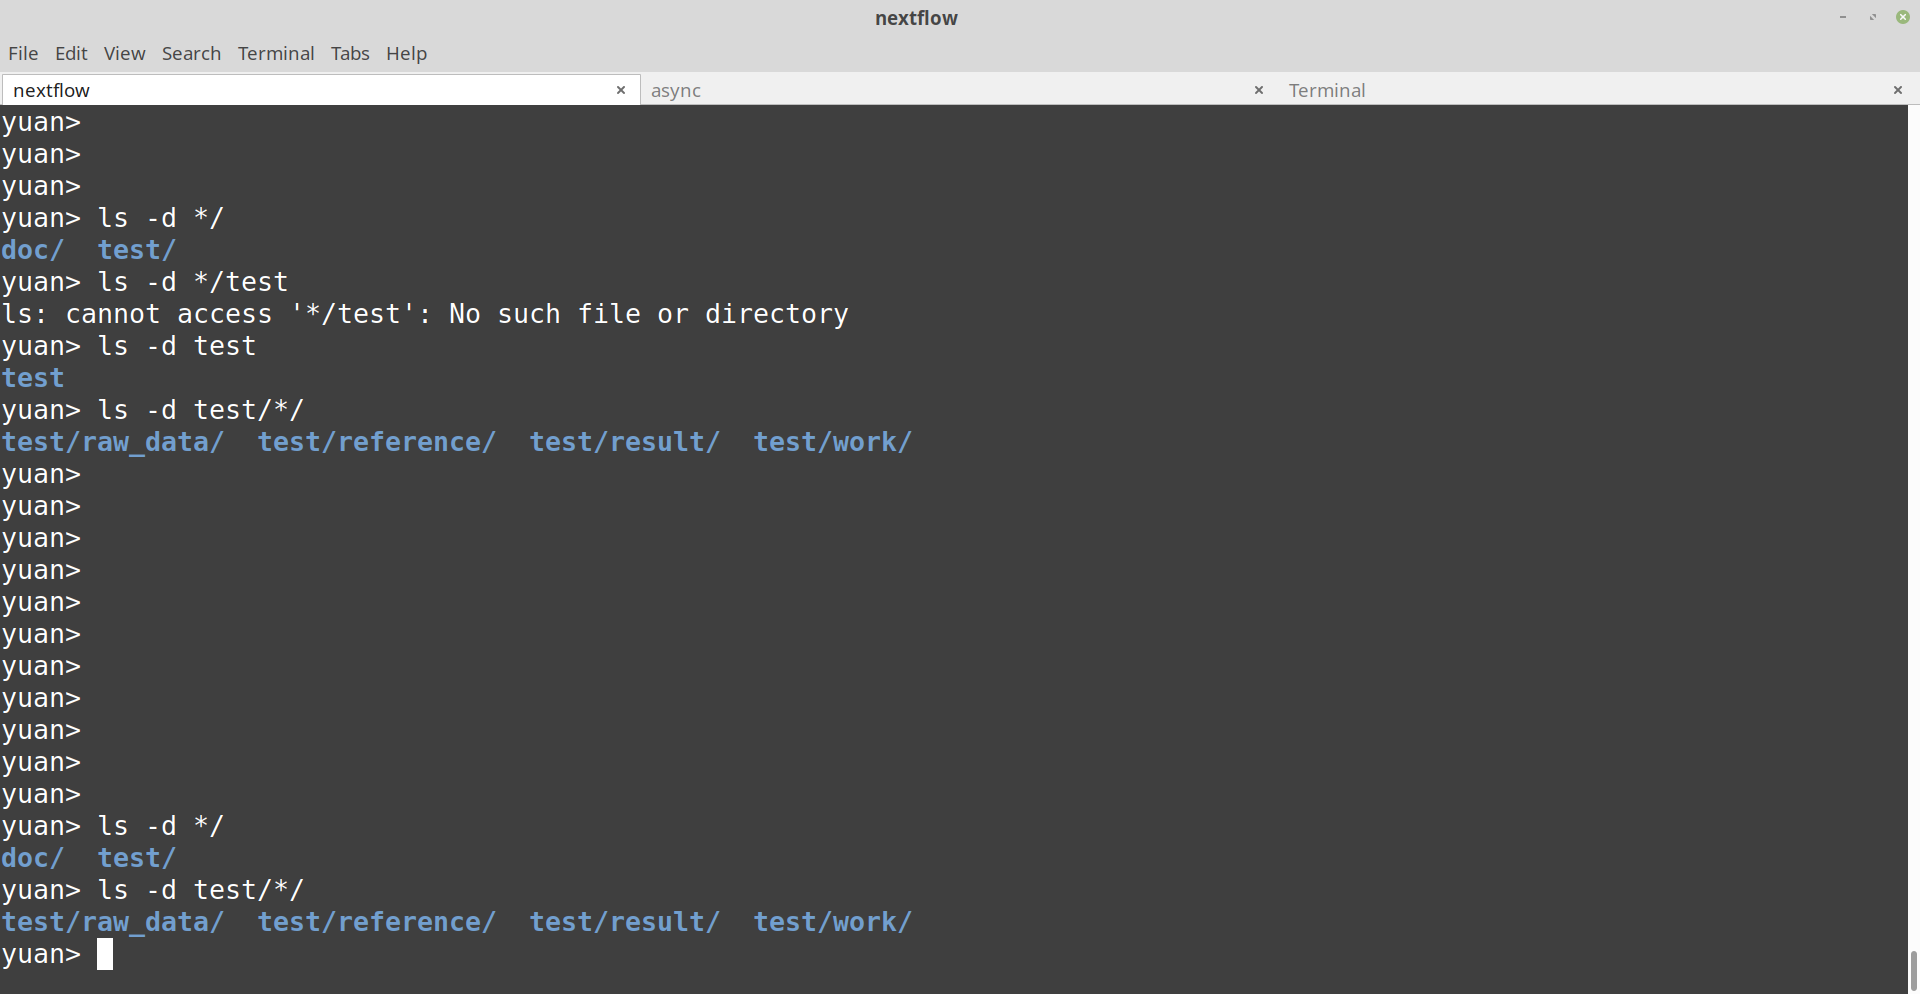 nextflow
File Edit View Search Terminal Tabs Help
nextflow × async × Terminal ×
yuan>
yuan>
yuan>
yuan> ls -d */
doc/  test/
yuan> ls -d */test
ls: cannot access '*/test': No such file or directory
yuan> ls -d test
test
yuan> ls -d test/*/
test/raw_data/  test/reference/  test/result/  test/work/
yuan>
yuan>
yuan>
yuan>
yuan>
yuan>
yuan>
yuan>
yuan>
yuan>
yuan>
yuan> ls -d */
doc/  test/
yuan> ls -d test/*/
test/raw_data/  test/reference/  test/result/  test/work/
yuan>